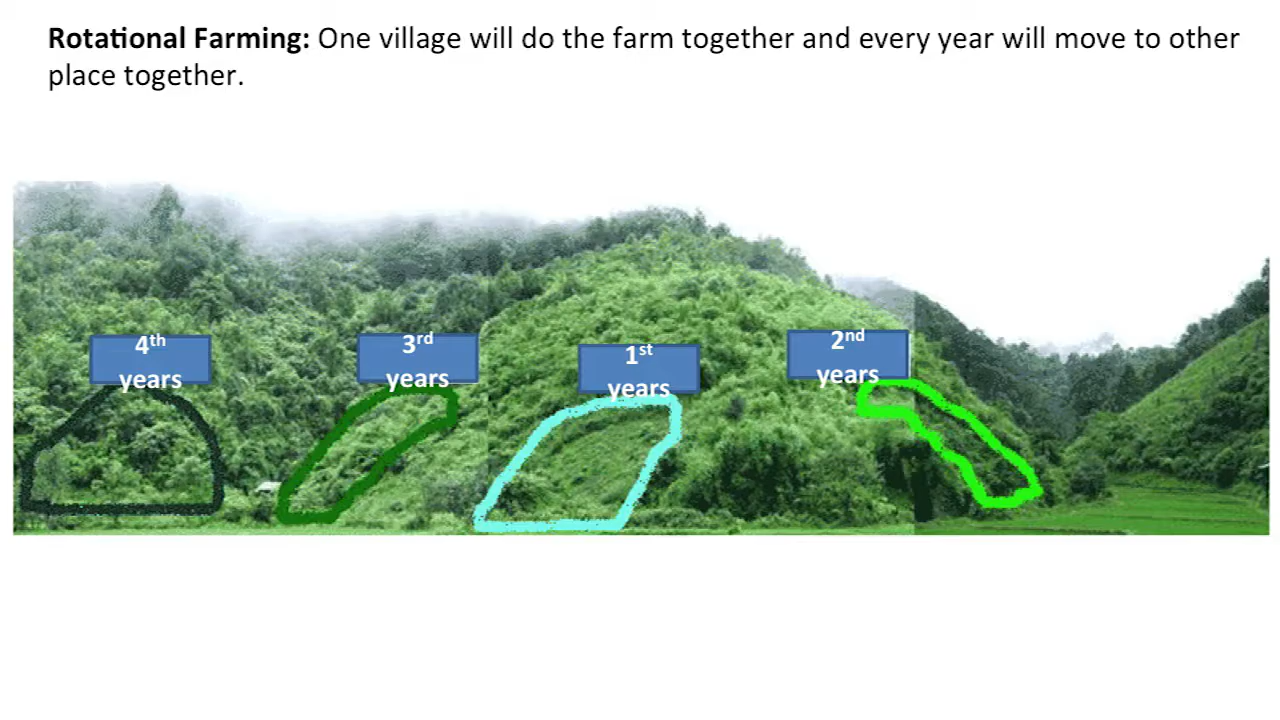 Rotational Farming: One village will do the farm together and every year will move to other
place together.
4th
years
3rd
years
1st
years
2nd
years